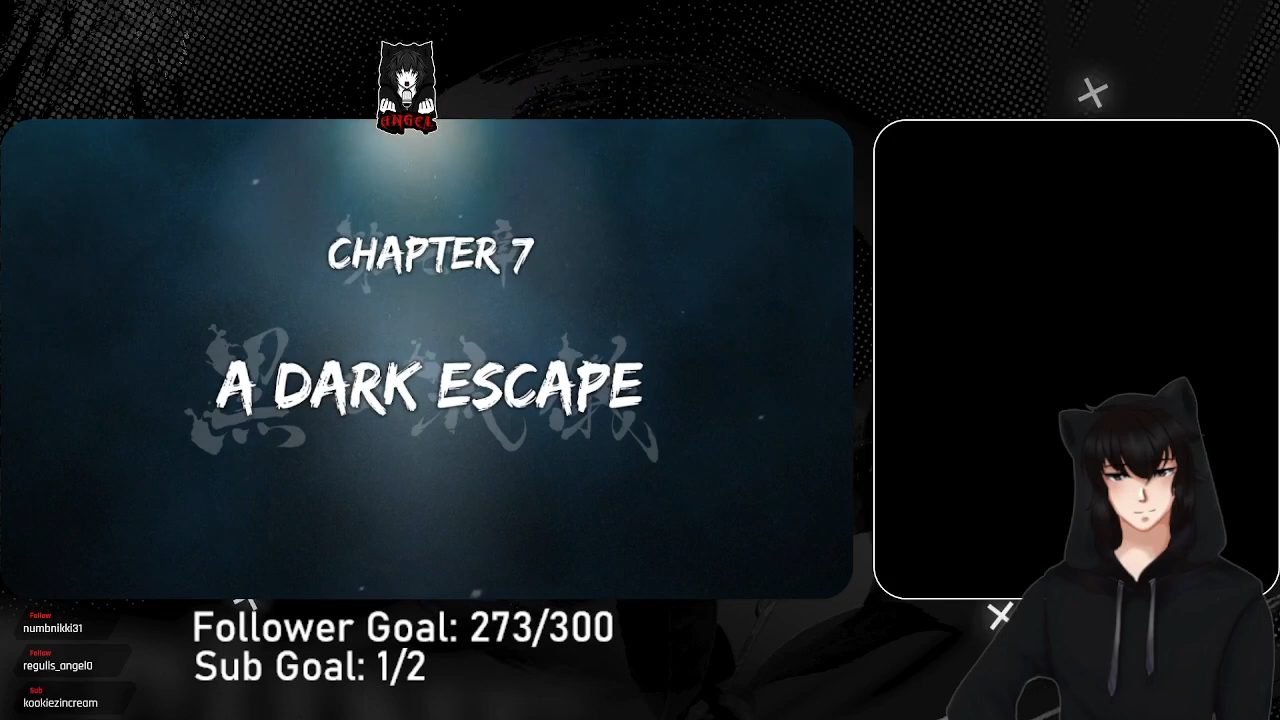 ANGEL
CHAPTER 7
A DARK ESCAPE
Follow
numbnikki31
Follow
regulis_angel0
Sub
kookiezincream
Follower Goal: 273/300
Sub Goal: 1/2